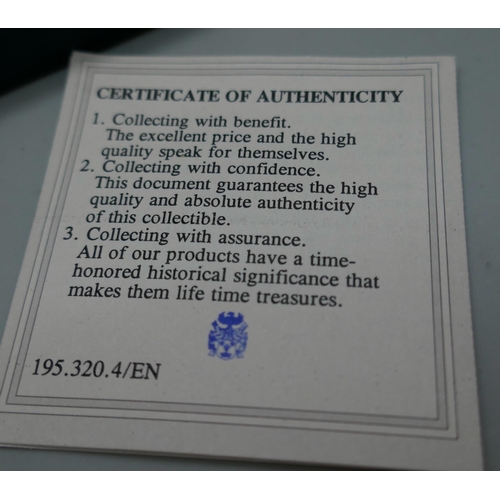 CERTIFICATE OF AUTHENTICITY
1. Collecting with benefit.
The excellent price and the high
quality speak for themselves.
2. Collecting with confidence.
This document guarantees the high
quality and absolute authenticity
of this collectible.
3. Collecting with assurance.
All of our products have a time-
honored historical significance that
makes them life time treasures.
195.320.4/EN